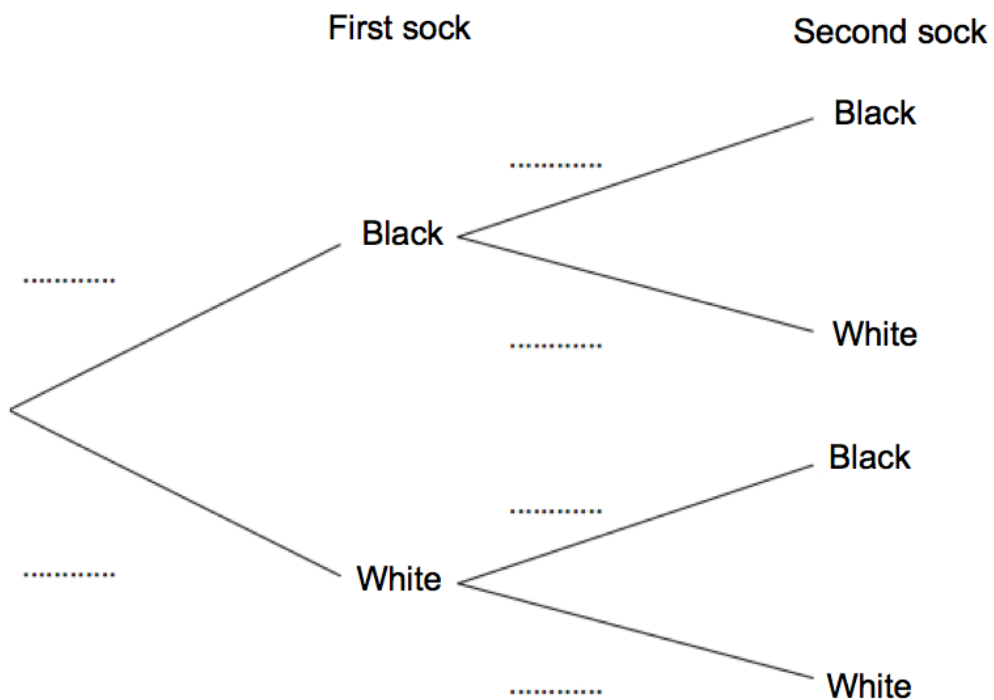 First sock
Second sock
Black
............
Black
............
White
............
Black
............
............
White
............
White